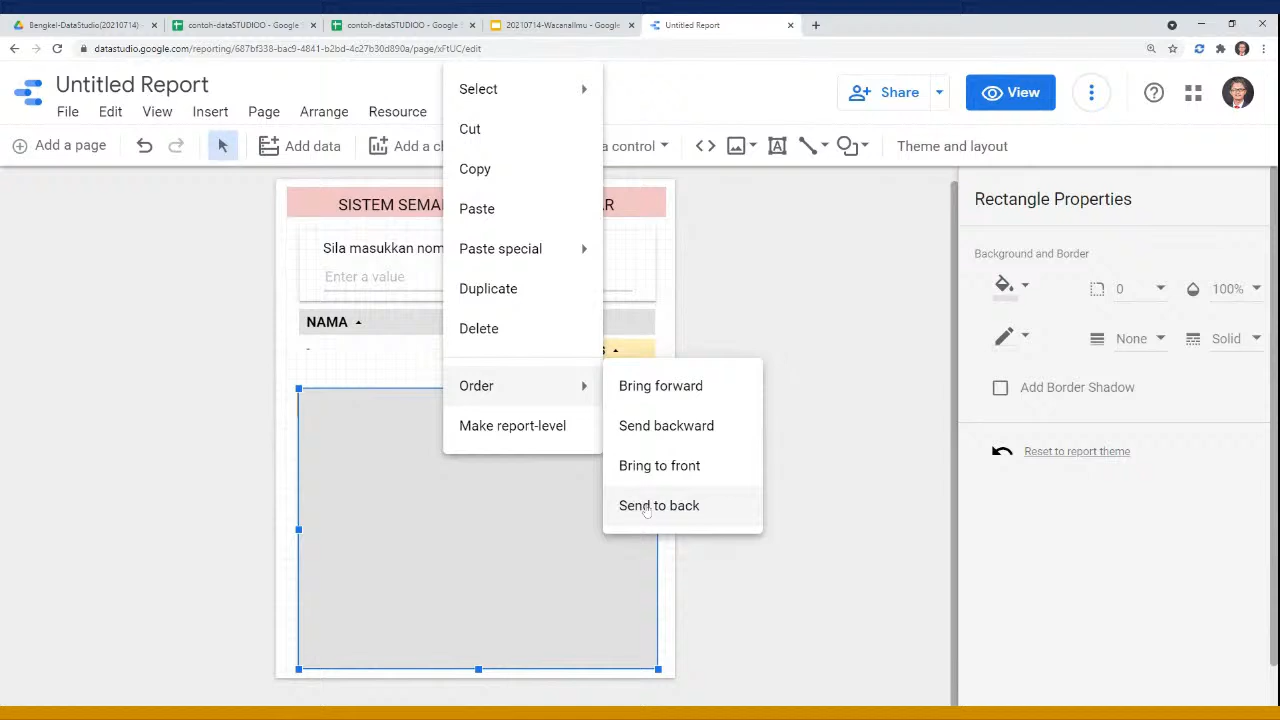 Bengkel-DataStudio(20210714)
contoh-dataSTUDIOO - Google
contoh-dataSTUDIOO - Google
20210714-WacanaIlmu - Google
Untitled Report
datastudio.google.com/reporting/687bf338-bac9-4841-b2bd-4c27b30d890a/page/xFtUC/edit
Untitled Report
File Edit View Insert Page Arrange Resource
Share
View
Add a page
Add data
Add a ch
a control
Theme and layout
Select
Cut
Copy
Paste
Paste special
Duplicate
Delete
Order
Make report-level
Bring forward
Send backward
Bring to front
Send to back
SISTEM SEMA
R
Sila masukkan nom
Enter a value
NAMA
-
Rectangle Properties
Background and Border
0
100%
None
Solid
Add Border Shadow
Reset to report theme